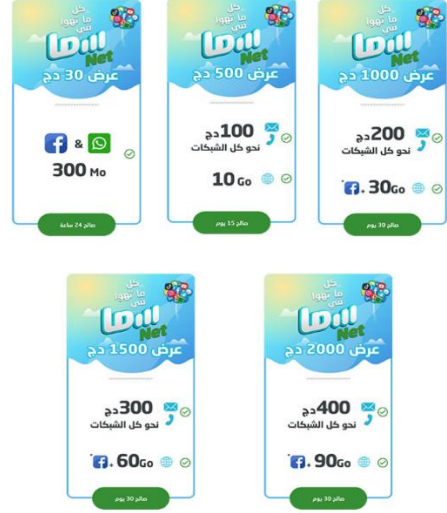 كل
ما تهوا
في
سما
Net
عرض 30 دج
&
300 Mo
صالح 24 ساعة
كل
ما تهوا
في
سما
Net
عرض 500 دج
100دج
نحو كل الشبكات
10 Go
صالح 15 يوم
كل
ما تهوا
في
سما
Net
عرض 1000 دج
200دج
نحو كل الشبكات
30Go
صالح 30 يوم
كل
ما تهوا
في
سما
Net
عرض 1500 دج
300دج
نحو كل الشبكات
60Go
صالح 30 يوم
كل
ما تهوا
في
سما
Net
عرض 2000 دج
400دج
نحو كل الشبكات
90Go
صالح 30 يوم